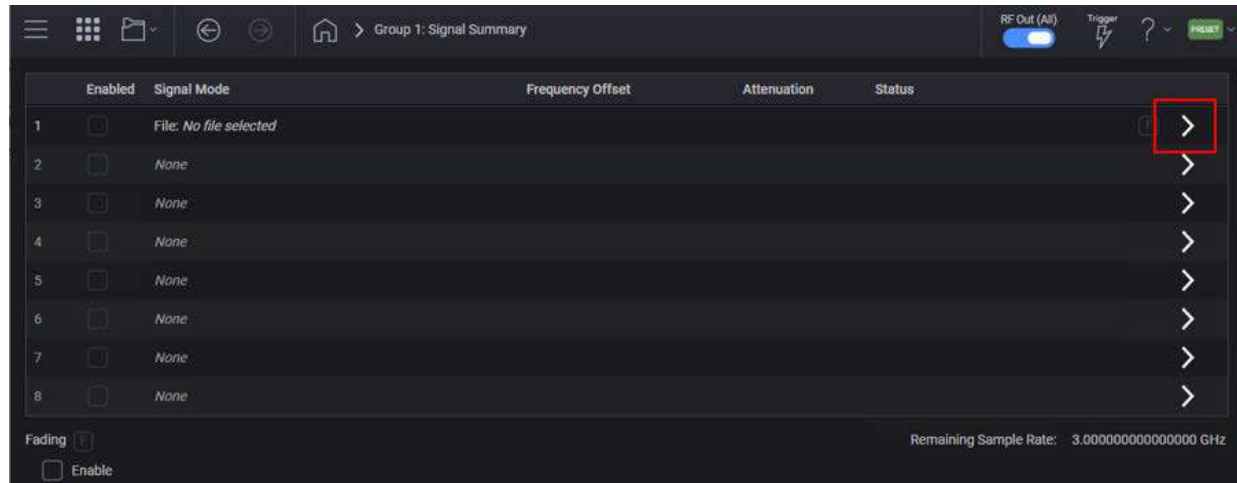 Group 1: Signal Summary
RF Out (All)
Trigger
?
PRESET
Enabled Signal Mode Frequency Offset Attenuation Status
1 File: No file selected F
2 None
3 None
4 None
5 None
6 None
7 None
8 None
Fading F
Remaining Sample Rate: 3.000000000000000 GHz
Enable